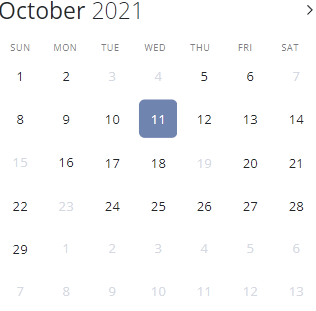 October 2021
SUN MON TUE WED THU FRI SAT
1 2 3 4 5 6 7
8 9 10 11 12 13 14
15 16 17 18 19 20 21
22 23 24 25 26 27 28
29 1 2 3 4 5 6
7 8 9 10 11 12 13